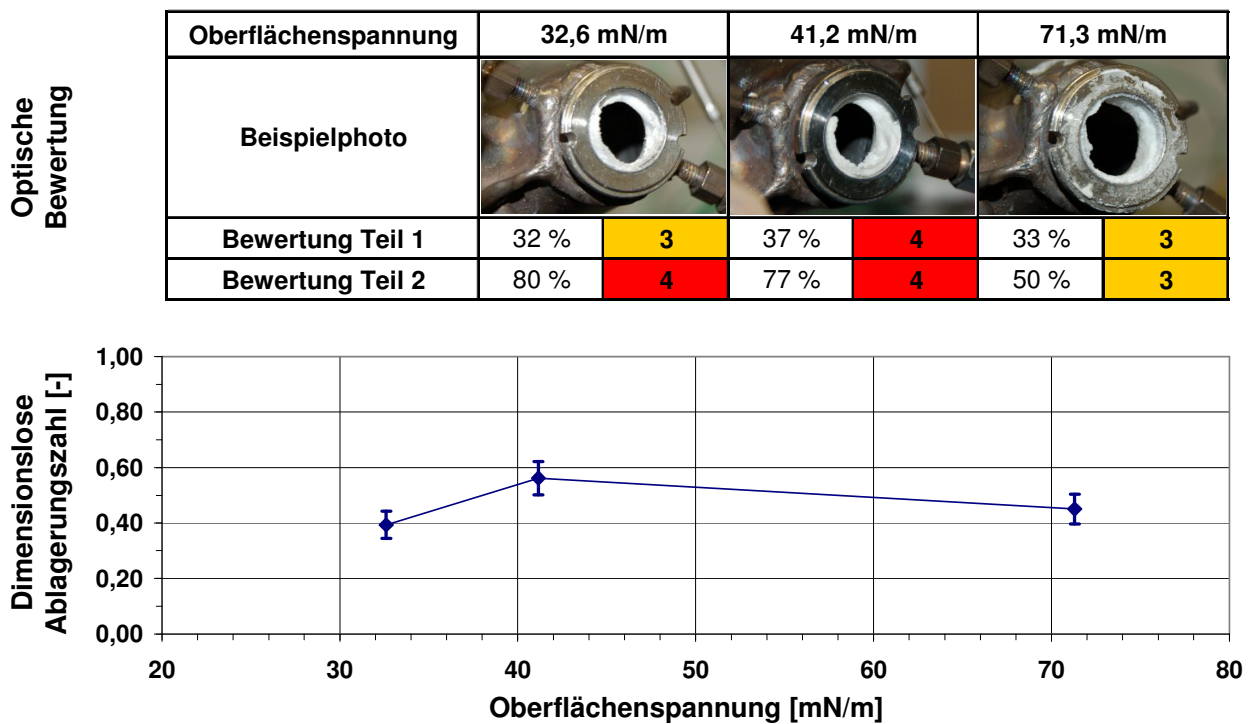 Optische
Bewertung
Oberflächenspannung 32,6 mN/m 41,2 mN/m 71,3 mN/m
Beispielphoto
Bewertung Teil 1 32 % 3 37 % 4 33 % 3
Bewertung Teil 2 80 % 4 77 % 4 50 % 3
Dimensionslose
Ablagerungszahl [-]
1,00
0,80
0,60
0,40
0,20
0,00
20 30 40 50 60 70 80
Oberflächenspannung [mN/m]